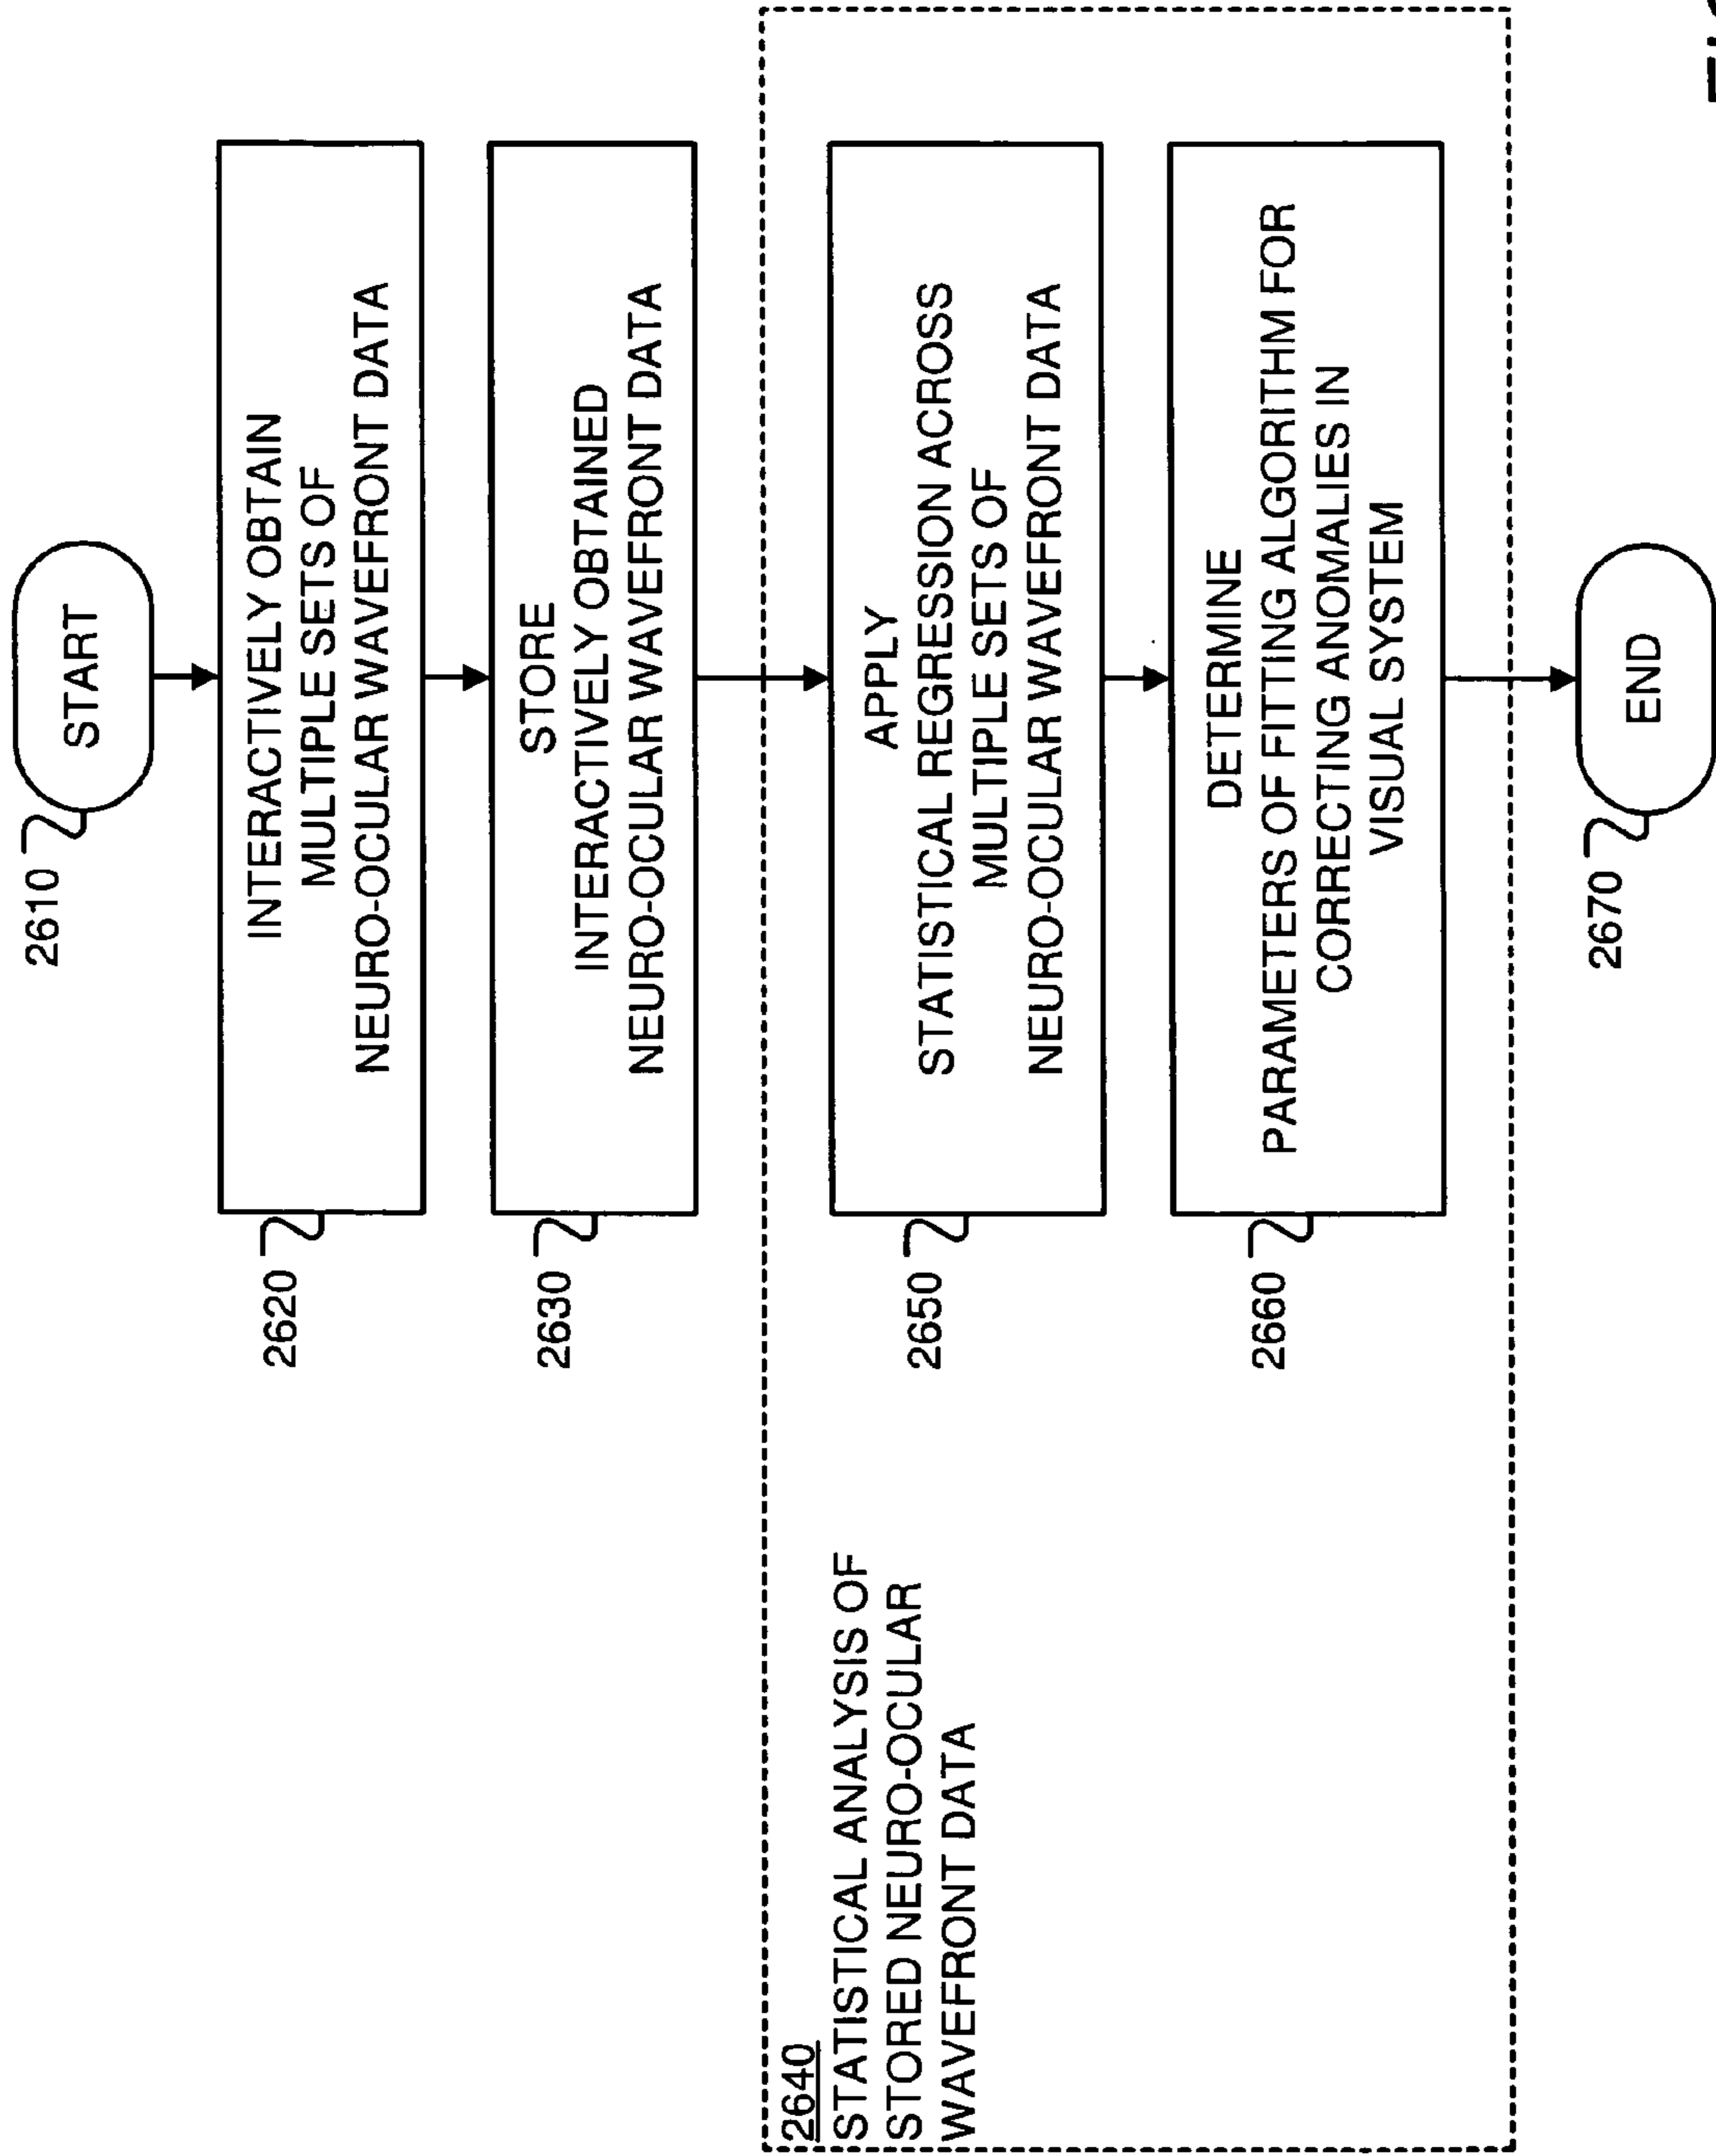 2610
START
2620
INTERACTIVELY OBTAIN
MULTIPLE SETS OF
NEURO-OCULAR WAVEFRONT DATA
2630
STORE
INTERACTIVELY OBTAINED
NEURO-OCULAR WAVEFRONT DATA
2640
STATISTICAL ANALYSIS OF
STORED NEURO-OCULAR
WAVEFRONT DATA
2650
APPLY
STATISTICAL REGRESSION ACROSS
MULTIPLE SETS OF
NEURO-OCULAR WAVEFRONT DATA
2660
DETERMINE
PARAMETERS OF FITTING ALGORITHM FOR
CORRECTING ANOMALIES IN
VISUAL SYSTEM
2670
END